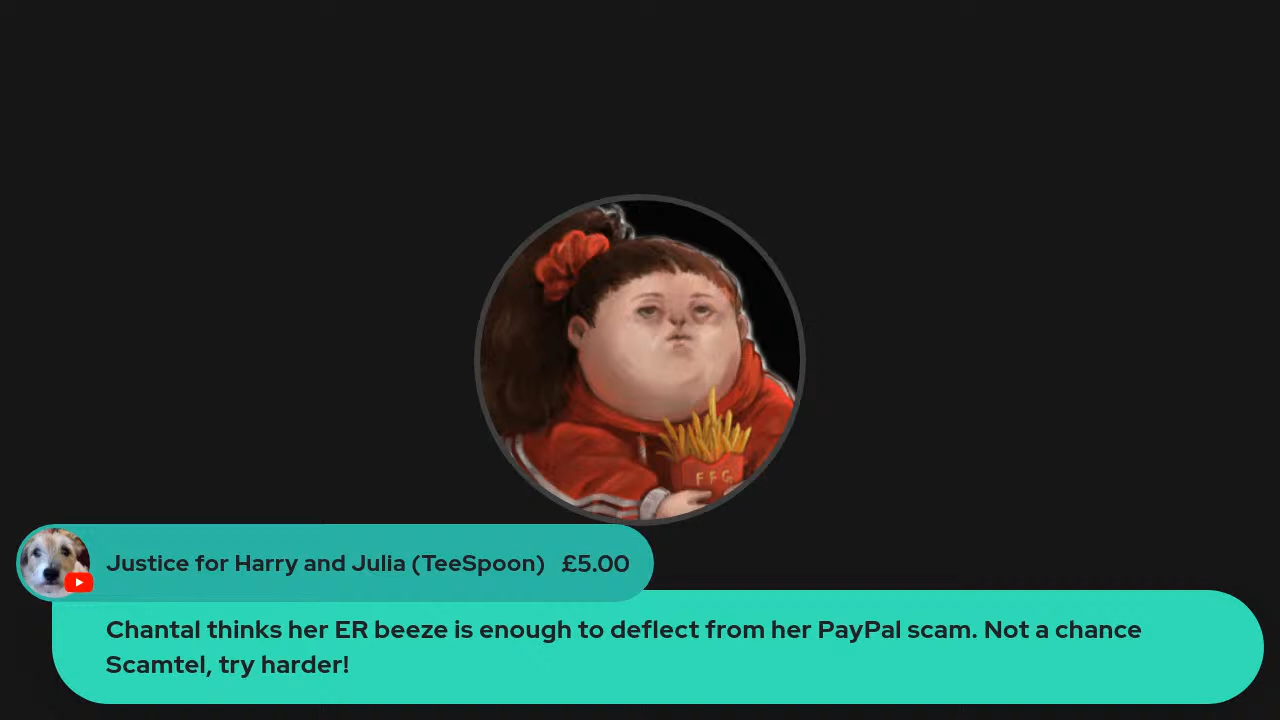 FFG
Justice for Harry and Julia (TeeSpoon) £5.00
Chantal thinks her ER beeze is enough to deflect from her PayPal scam. Not a chance
Scamtel, try harder!